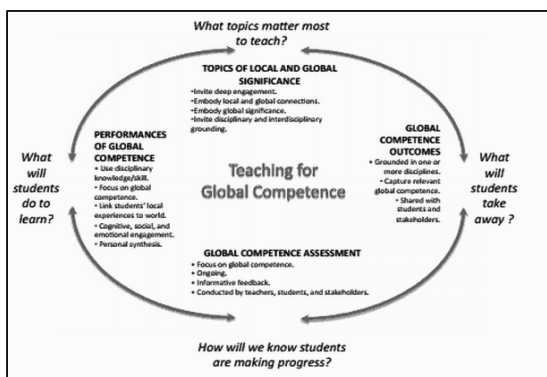 What topics matter most
to teach?
TOPICS OF LOCAL AND GLOBAL
SIGNIFICANCE
•Invite deep engagement.
•Embody local and global connections.
•Embody global significance.
•Invite disciplinary and interdisciplinary
grounding.
PERFORMANCES
OF GLOBAL
COMPETENCE
• Use disciplinary
knowledge/skill.
• Focus on global
competence.
• Link students' local
experiences to world.
• Cognitive, social, and
emotional engagement.
• Personal synthesis.
What
will
students
do to
learn?
Teaching for
Global Competence
GLOBAL
COMPETENCE
OUTCOMES
• Grounded in one or
more disciplines.
• Capture relevant
global competence.
• Shared with
students and
stakeholders.
What
will
students
take
away ?
GLOBAL COMPETENCE ASSESSMENT
• Focus on global competence.
• Ongoing.
• Informative feedback.
• Conducted by teachers, students, and stakeholders.
How will we know students
are making progress?